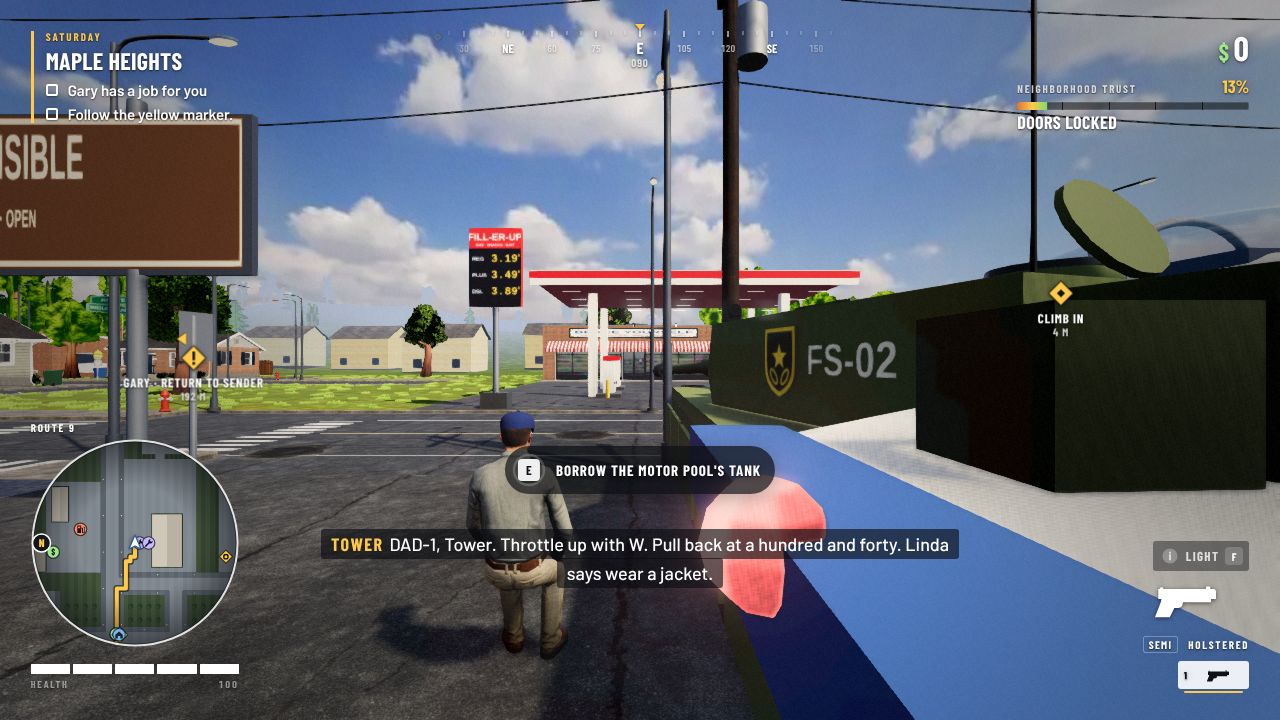 SATURDAY
MAPLE HEIGHTS
Gary has a job for you
Follow the yellow marker.
30 NE 60 75 E 105 120 SE 150
090
$0
NEIGHBORHOOD TRUST 13%
DOORS LOCKED
SIBLE
- OPEN
FILL-ER-UP
REG 3.19
PLUS 3.49
DSL 3.89
FS-02
CLIMB IN
4 M
GARY - RETURN TO SENDER
192 M
ROUTE 9
E BORROW THE MOTOR POOL'S TANK
TOWER DAD-1, Tower. Throttle up with W. Pull back at a hundred and forty. Linda
says wear a jacket.
N
$
i LIGHT F
SEMI HOLSTERED
1
HEALTH 100